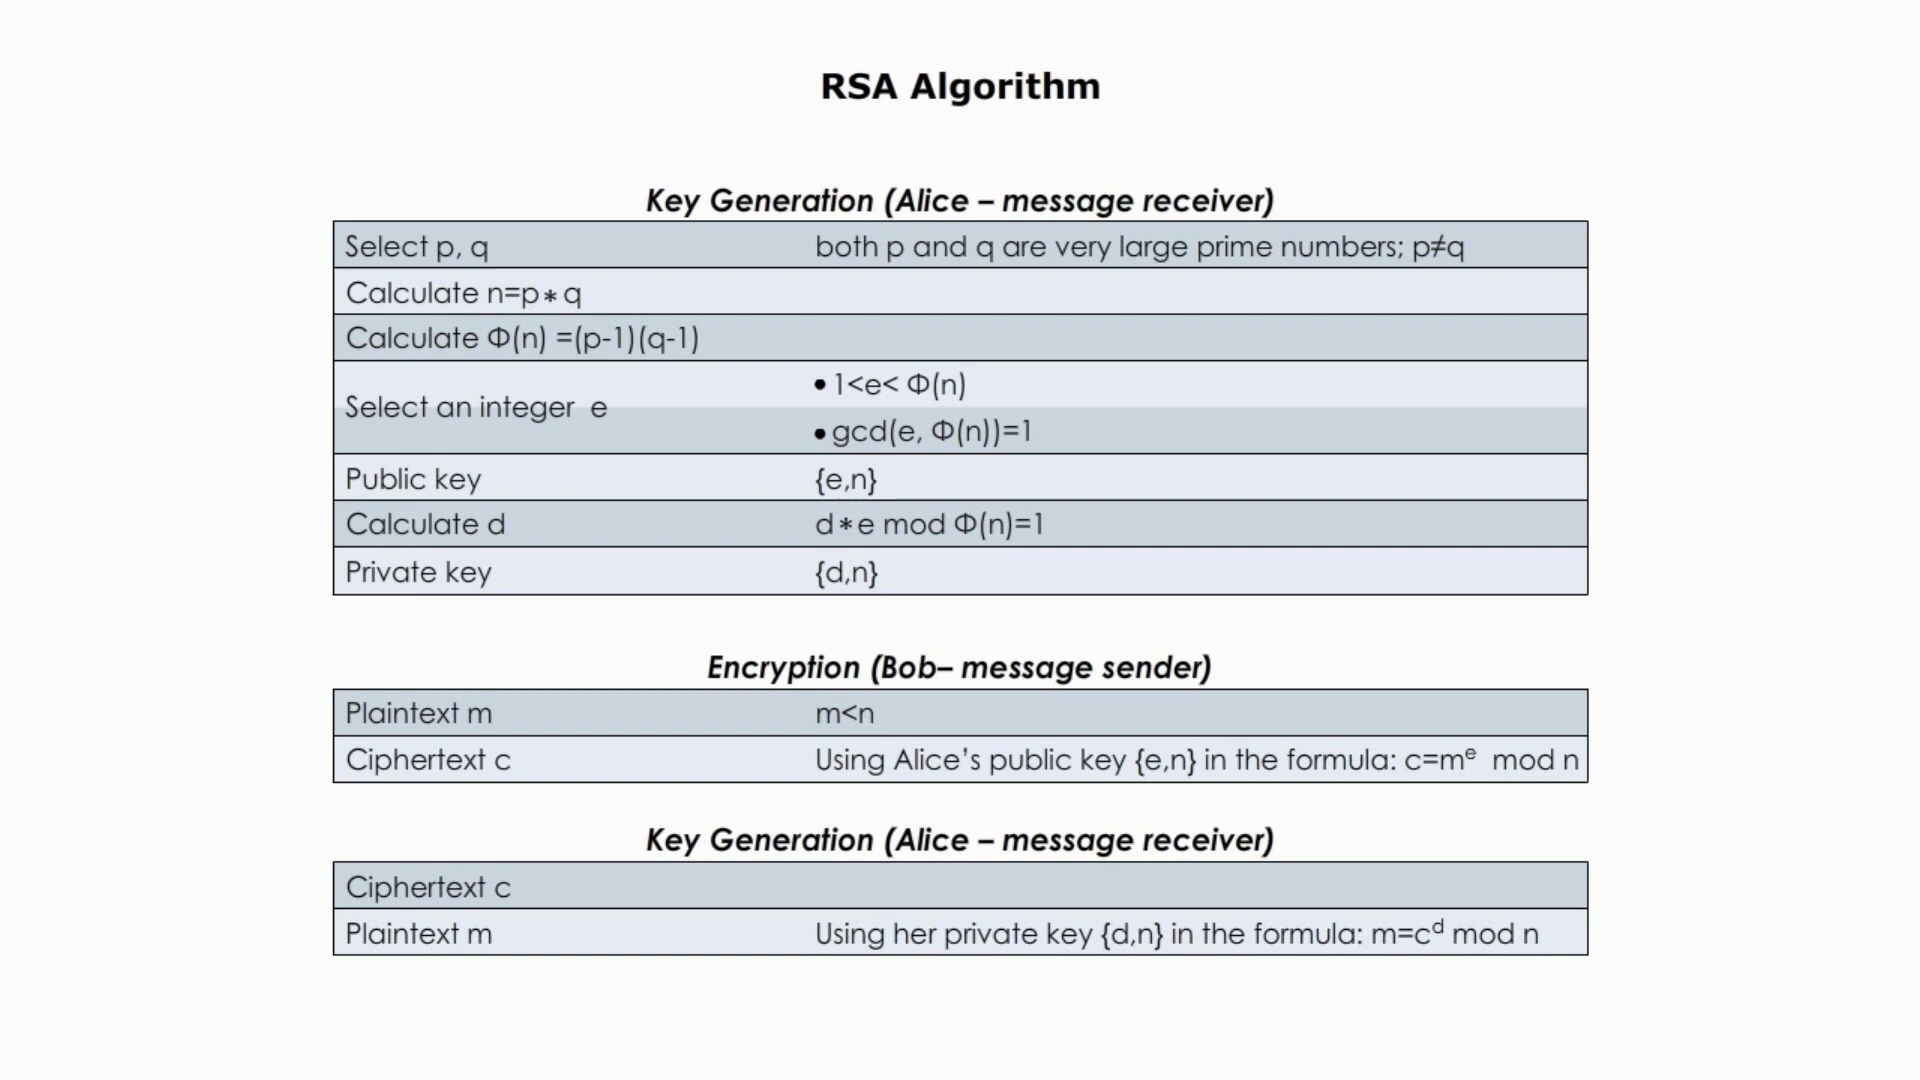 RSA Algorithm
Key Generation (Alice – message receiver)
Select p, q both p and q are very large prime numbers; p≠q
Calculate n=p*q
Calculate Φ(n) =(p-1)(q-1)
Select an integer e
• 1<e< Φ(n)
• gcd(e, Φ(n))=1
Public key {e,n}
Calculate d d*e mod Φ(n)=1
Private key {d,n}
Encryption (Bob– message sender)
Plaintext m m<n
Ciphertext c Using Alice’s public key {e,n} in the formula: c=mᵉ mod n
Key Generation (Alice – message receiver)
Ciphertext c
Plaintext m Using her private key {d,n} in the formula: m=cᵈ mod n